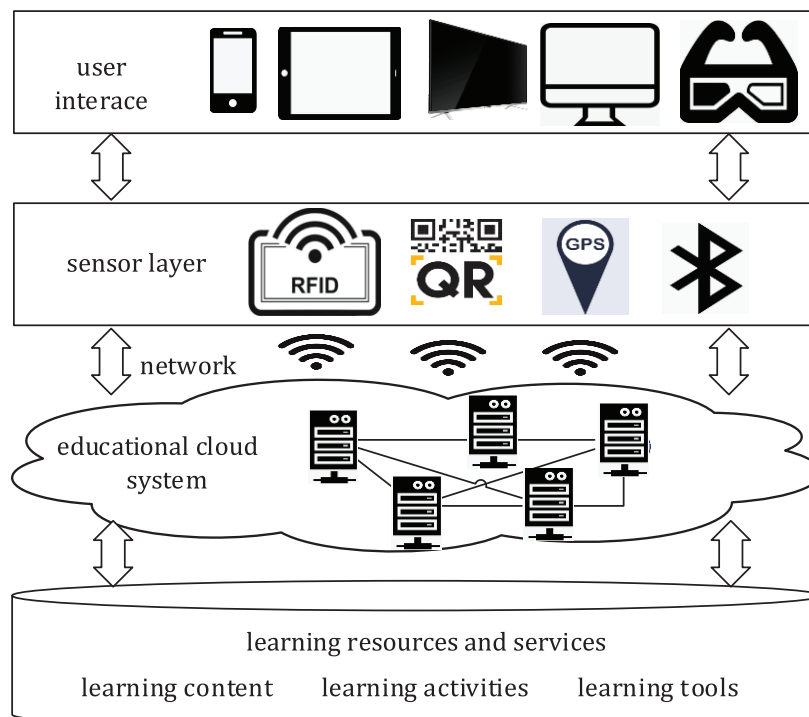 user
interace
sensor layer
RFID
QR
GPS
network
educational cloud
system
learning resources and services
learning content learning activities learning tools